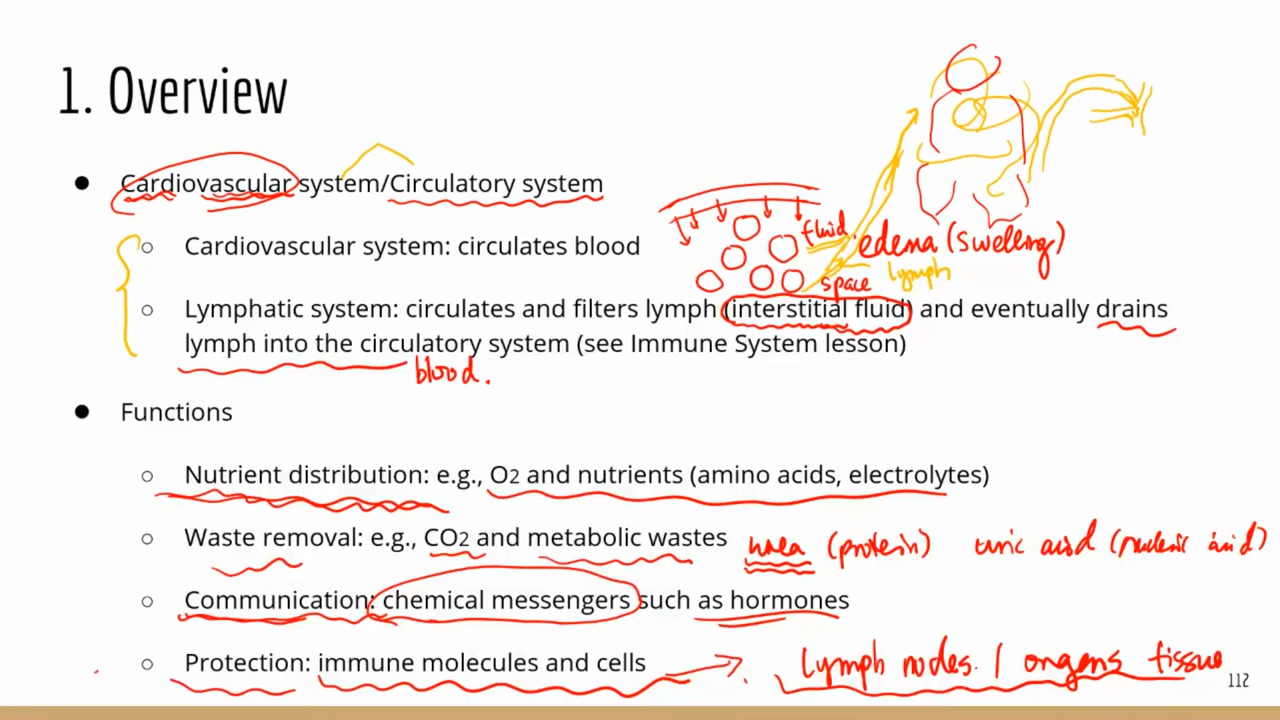 1. Overview
● Cardiovascular system/Circulatory system
○ Cardiovascular system: circulates blood
fluid.
edena (swelling)
lymph
space
○ Lymphatic system: circulates and filters lymph (interstitial fluid) and eventually drains
lymph into the circulatory system (see Immune System lesson)
blood.
● Functions
○ Nutrient distribution: e.g., O2 and nutrients (amino acids, electrolytes)
○ Waste removal: e.g., CO2 and metabolic wastes urea (protein) uric acid (nucleic acid)
○ Communication: chemical messengers such as hormones
○ Protection: immune molecules and cells → lymph nodes. / organs tissue
112